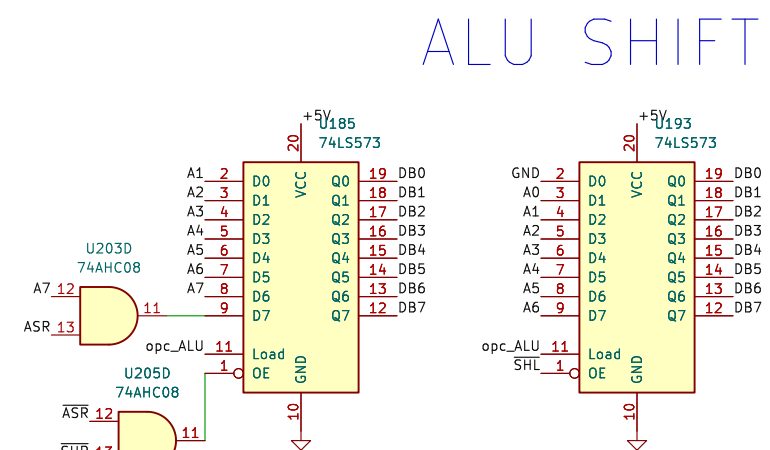 ALU SHIFT
+5V
U185
74LS573
20
VCC
A1 2 D0 Q0 19 DB0
A2 3 D1 Q1 18 DB1
A3 4 D2 Q2 17 DB2
A4 5 D3 Q3 16 DB3
A5 6 D4 Q4 15 DB4
A6 7 D5 Q5 14 DB5
A7 8 D6 Q6 13 DB6
9 D7 Q7 12 DB7
opc_ALU 11 Load
1 OE
GND
10
U203D
74AHC08
A7 12
ASR 13
11
U205D
74AHC08
ASR 12
11
+5V
U193
74LS573
20
VCC
GND 2 D0 Q0 19 DB0
A0 3 D1 Q1 18 DB1
A1 4 D2 Q2 17 DB2
A2 5 D3 Q3 16 DB3
A3 6 D4 Q4 15 DB4
A4 7 D5 Q5 14 DB5
A5 8 D6 Q6 13 DB6
A6 9 D7 Q7 12 DB7
opc_ALU 11 Load
SHL 1 OE
GND
10